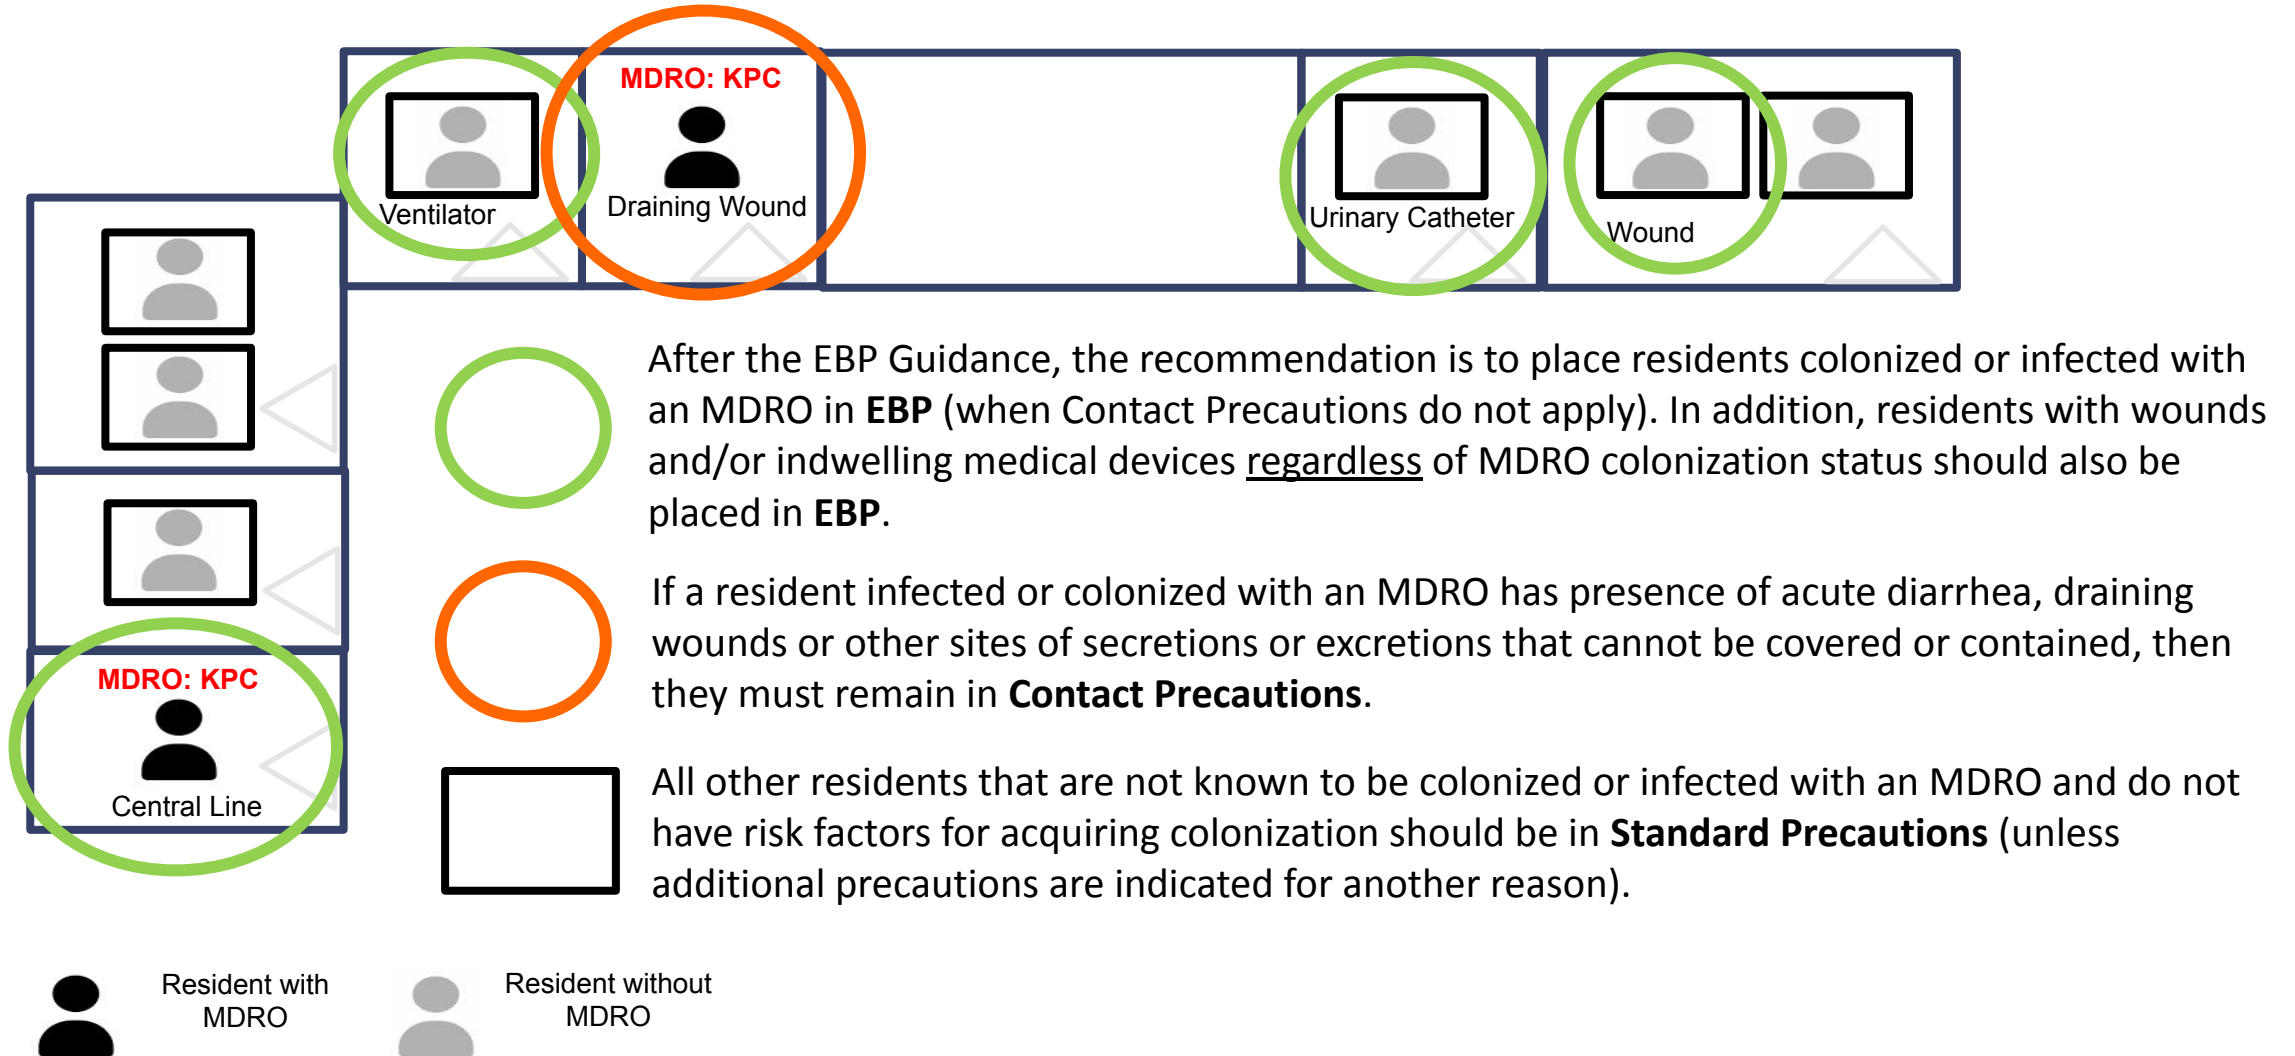 MDRO: KPC
Ventilator
Draining Wound
Urinary Catheter
Wound
After the EBP Guidance, the recommendation is to place residents colonized or infected with
an MDRO in EBP (when Contact Precautions do not apply). In addition, residents with wounds
and/or indwelling medical devices regardless of MDRO colonization status should also be
placed in EBP.
If a resident infected or colonized with an MDRO has presence of acute diarrhea, draining
wounds or other sites of secretions or excretions that cannot be covered or contained, then
they must remain in Contact Precautions.
MDRO: KPC
Central Line
All other residents that are not known to be colonized or infected with an MDRO and do not
have risk factors for acquiring colonization should be in Standard Precautions (unless
additional precautions are indicated for another reason).
Resident with
MDRO
Resident without
MDRO